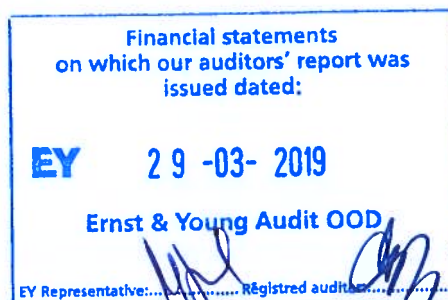 Financial statements
on which our auditors' report was
issued dated:
EY 29 -03- 2019
Ernst & Young Audit OOD
EY Representative:.................. Régistred auditor:..................